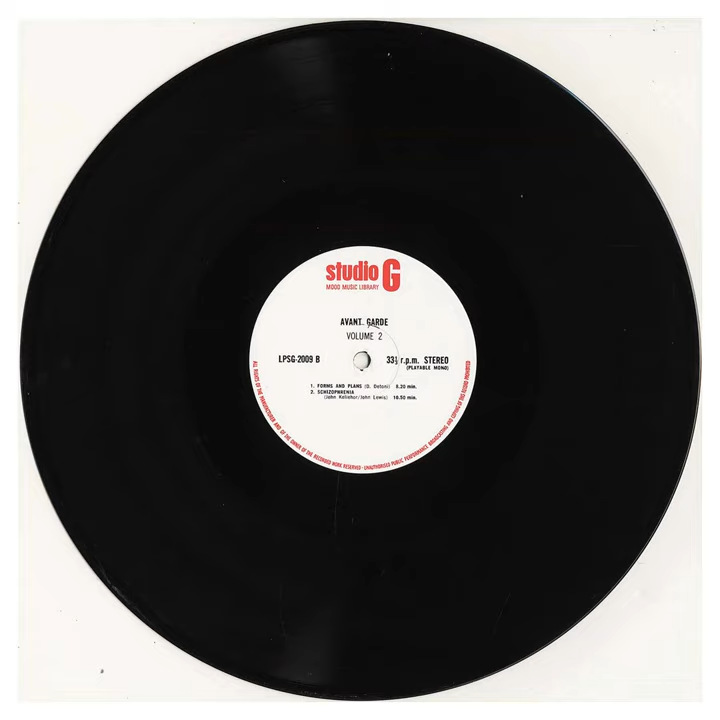 studio G
MOOD MUSIC LIBRARY
AVANT GARDE
VOLUME 2
LPSG-2009 B
33⅓ r.p.m. STEREO
(PLAYABLE MONO)
1. FORMS AND PLANS (D. Detoni) 6.20 min.
2. SCHIZOPHRENIA
(John Keliehor/John Lewis) 16.50 min.
ALL RIGHTS OF THE MANUFACTURER AND OF THE OWNER OF THE RECORDED WORK RESERVED · UNAUTHORISED PUBLIC PERFORMANCE BROADCASTING AND COPYING OF THIS RECORD PROHIBITED